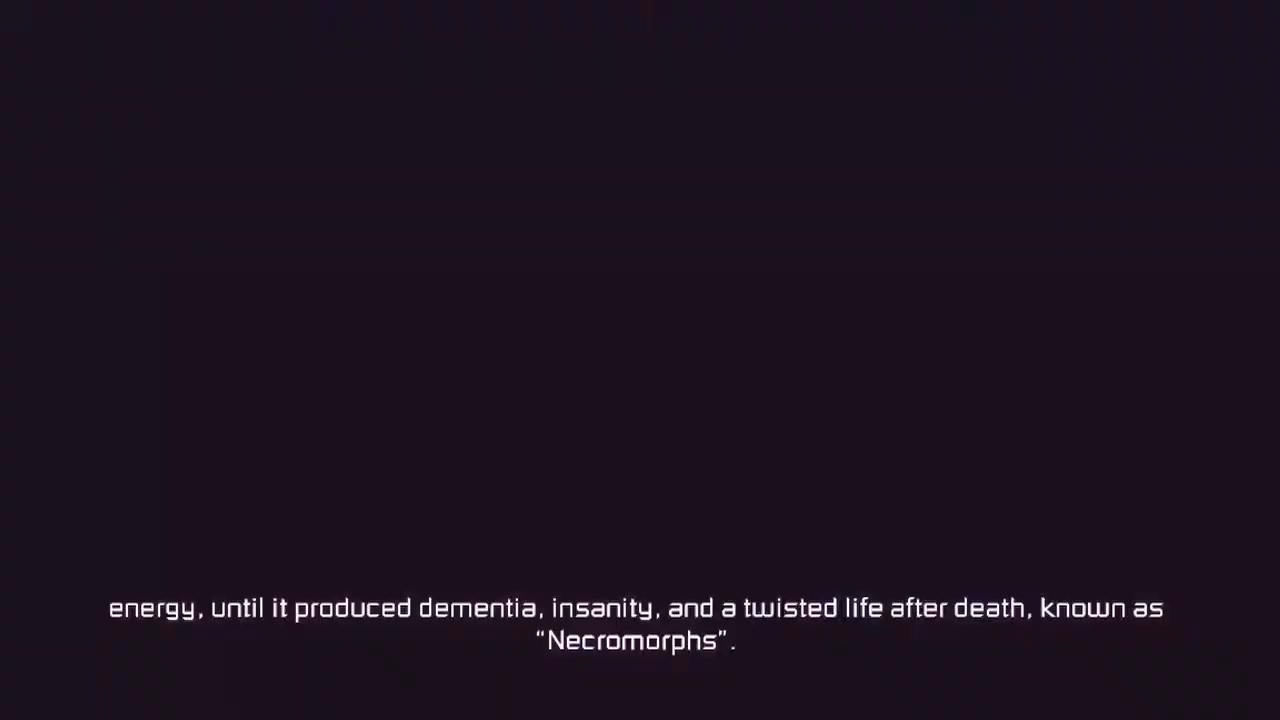 energy, until it produced dementia, insanity, and a twisted life after death, known as
“Necromorphs”.